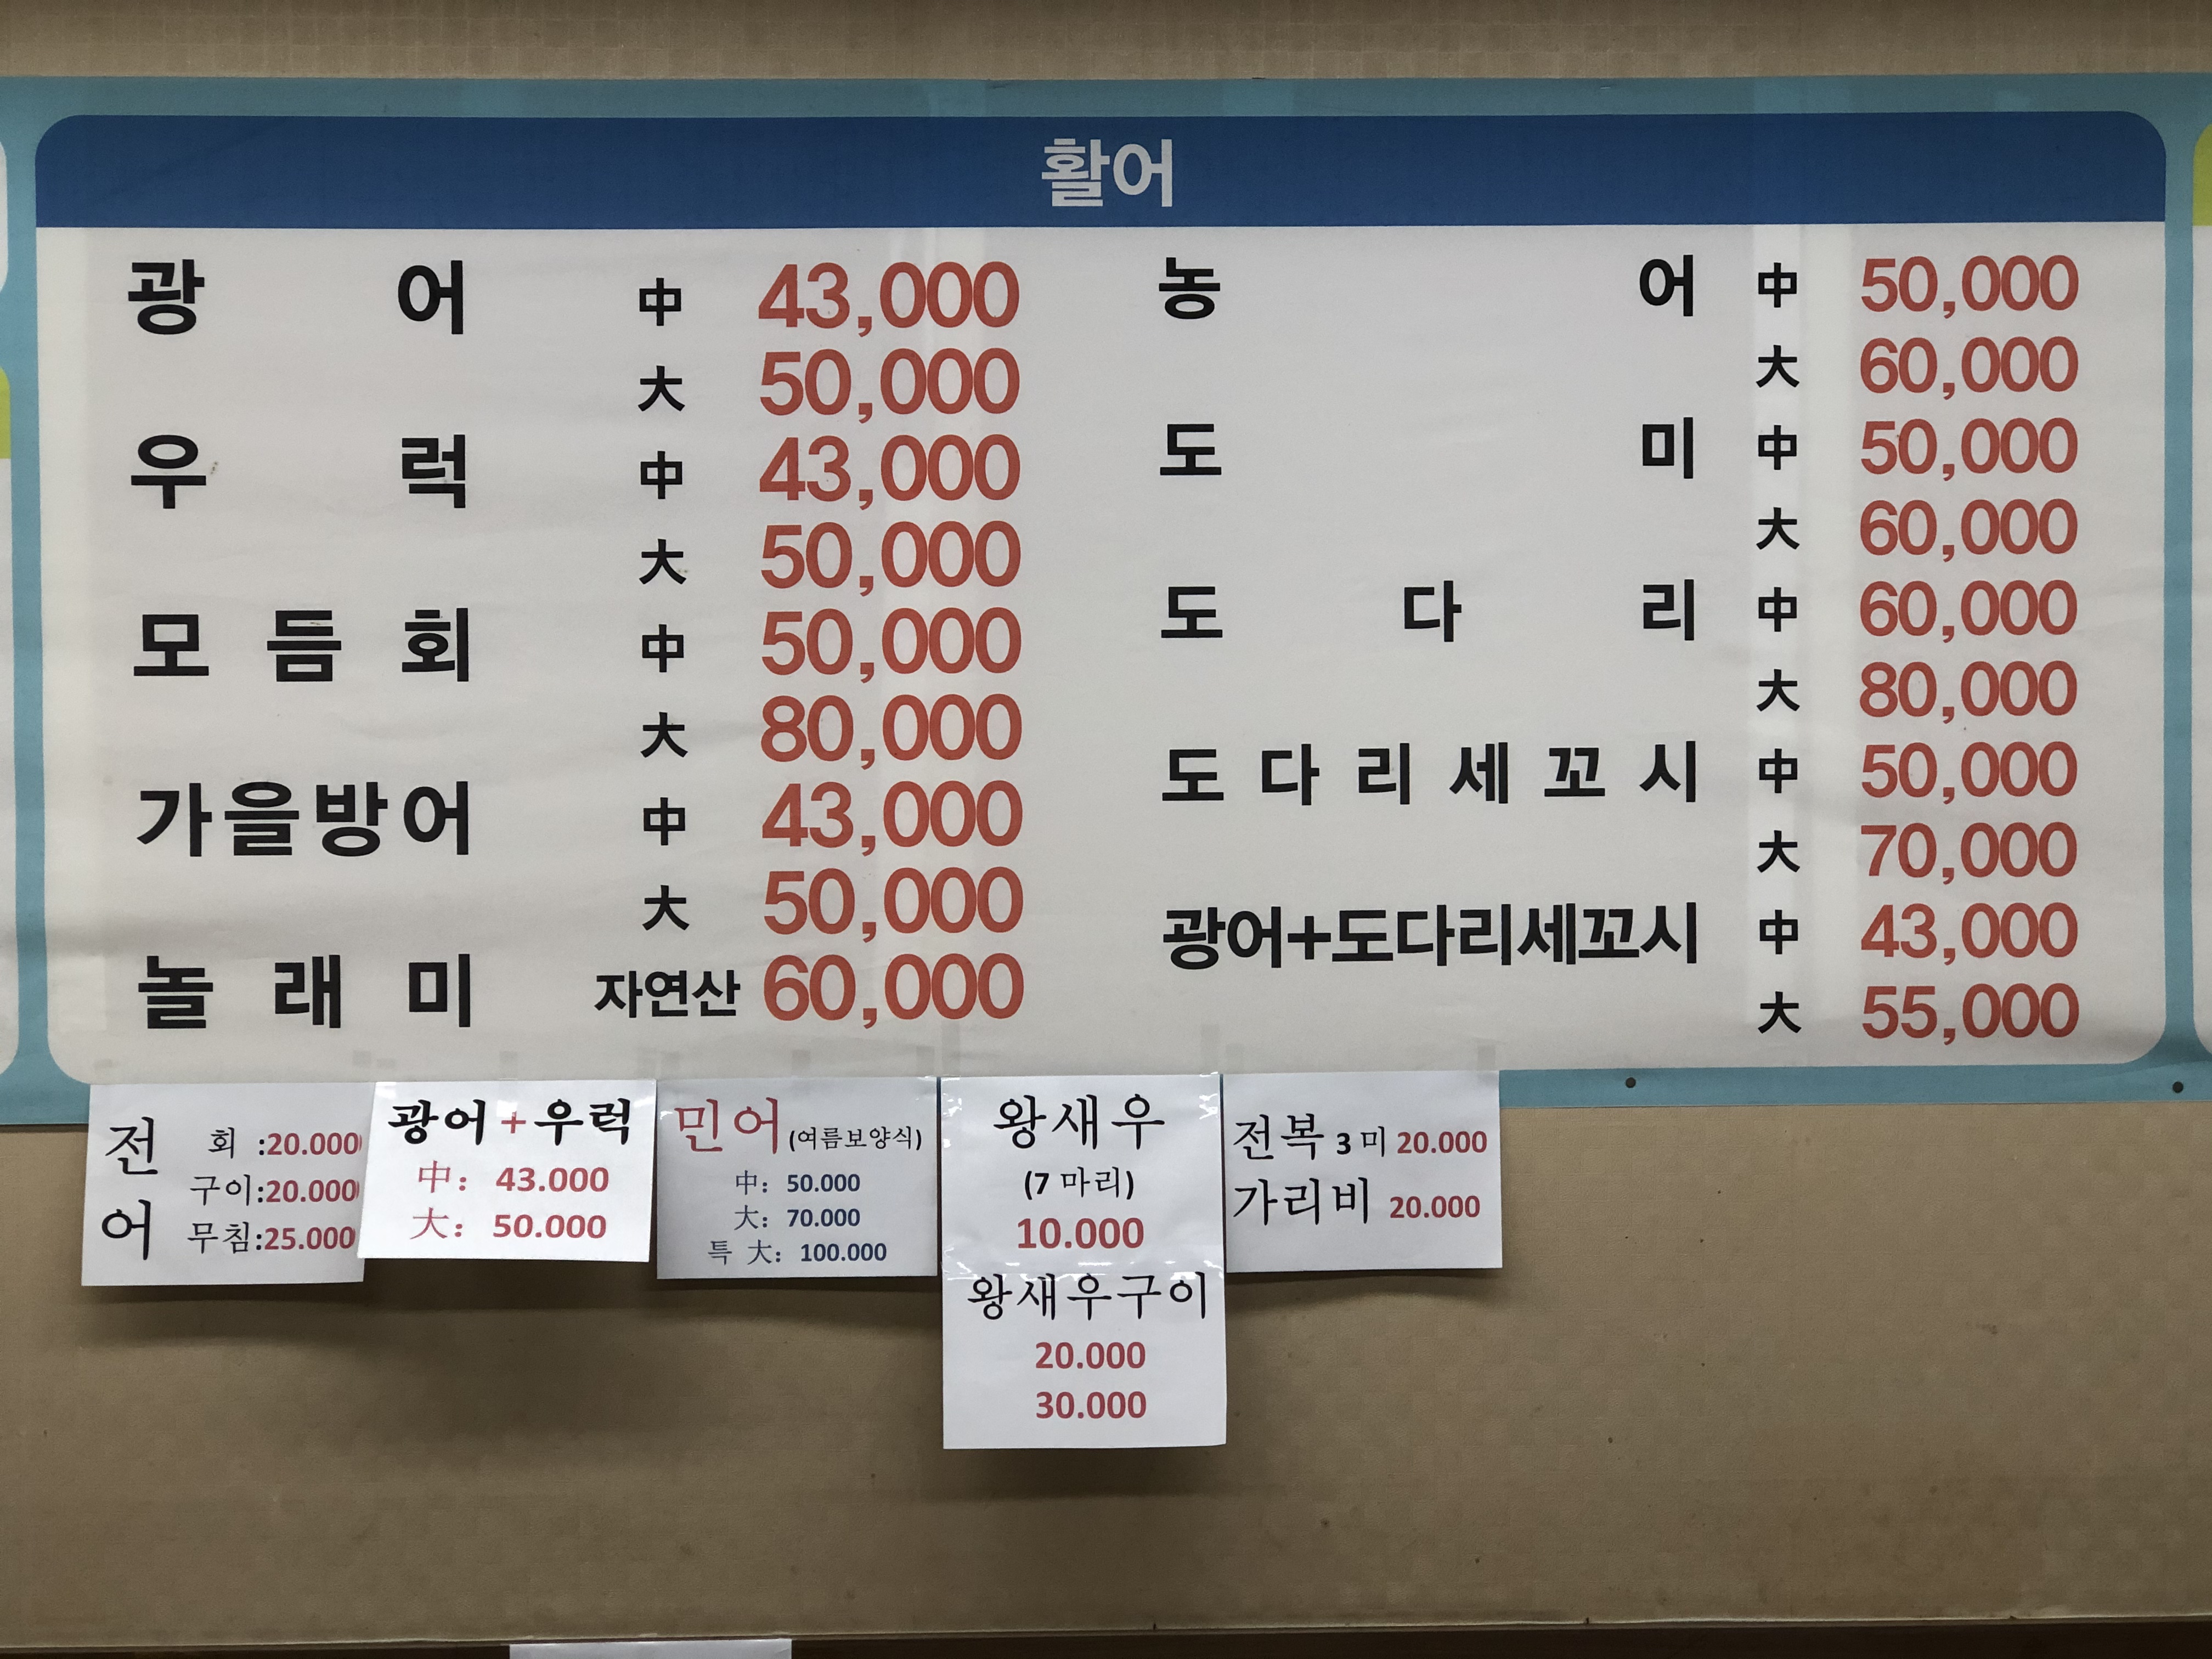 활어
광어 中 43,000
大 50,000
우럭 中 43,000
大 50,000
모듬회 中 50,000
大 80,000
가을방어 中 43,000
大 50,000
놀래미 자연산 60,000
농어 中 50,000
大 60,000
도미 中 50,000
大 60,000
도다리 中 60,000
大 80,000
도다리세꼬시 中 50,000
大 70,000
광어+도다리세꼬시 中 43,000
大 55,000
전어
회 :20.000
구이:20.000
무침:25.000
광어+우럭
中: 43.000
大: 50.000
민어(여름보양식)
中: 50.000
大: 70.000
특 大: 100.000
왕새우
(7 마리)
10.000
왕새우구이
20.000
30.000
전복 3 미 20.000
가리비 20.000